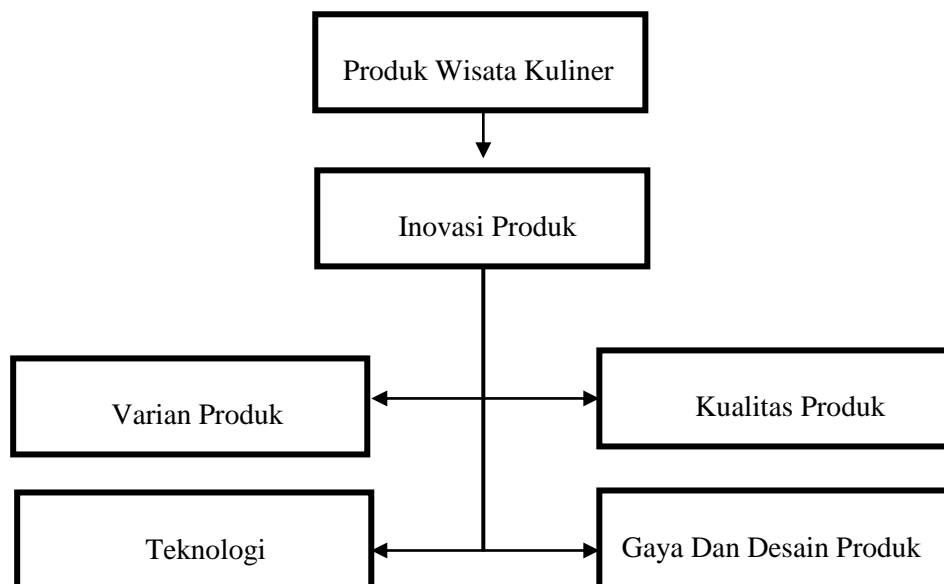 Produk Wisata Kuliner
Inovasi Produk
Varian Produk
Kualitas Produk
Teknologi
Gaya Dan Desain Produk